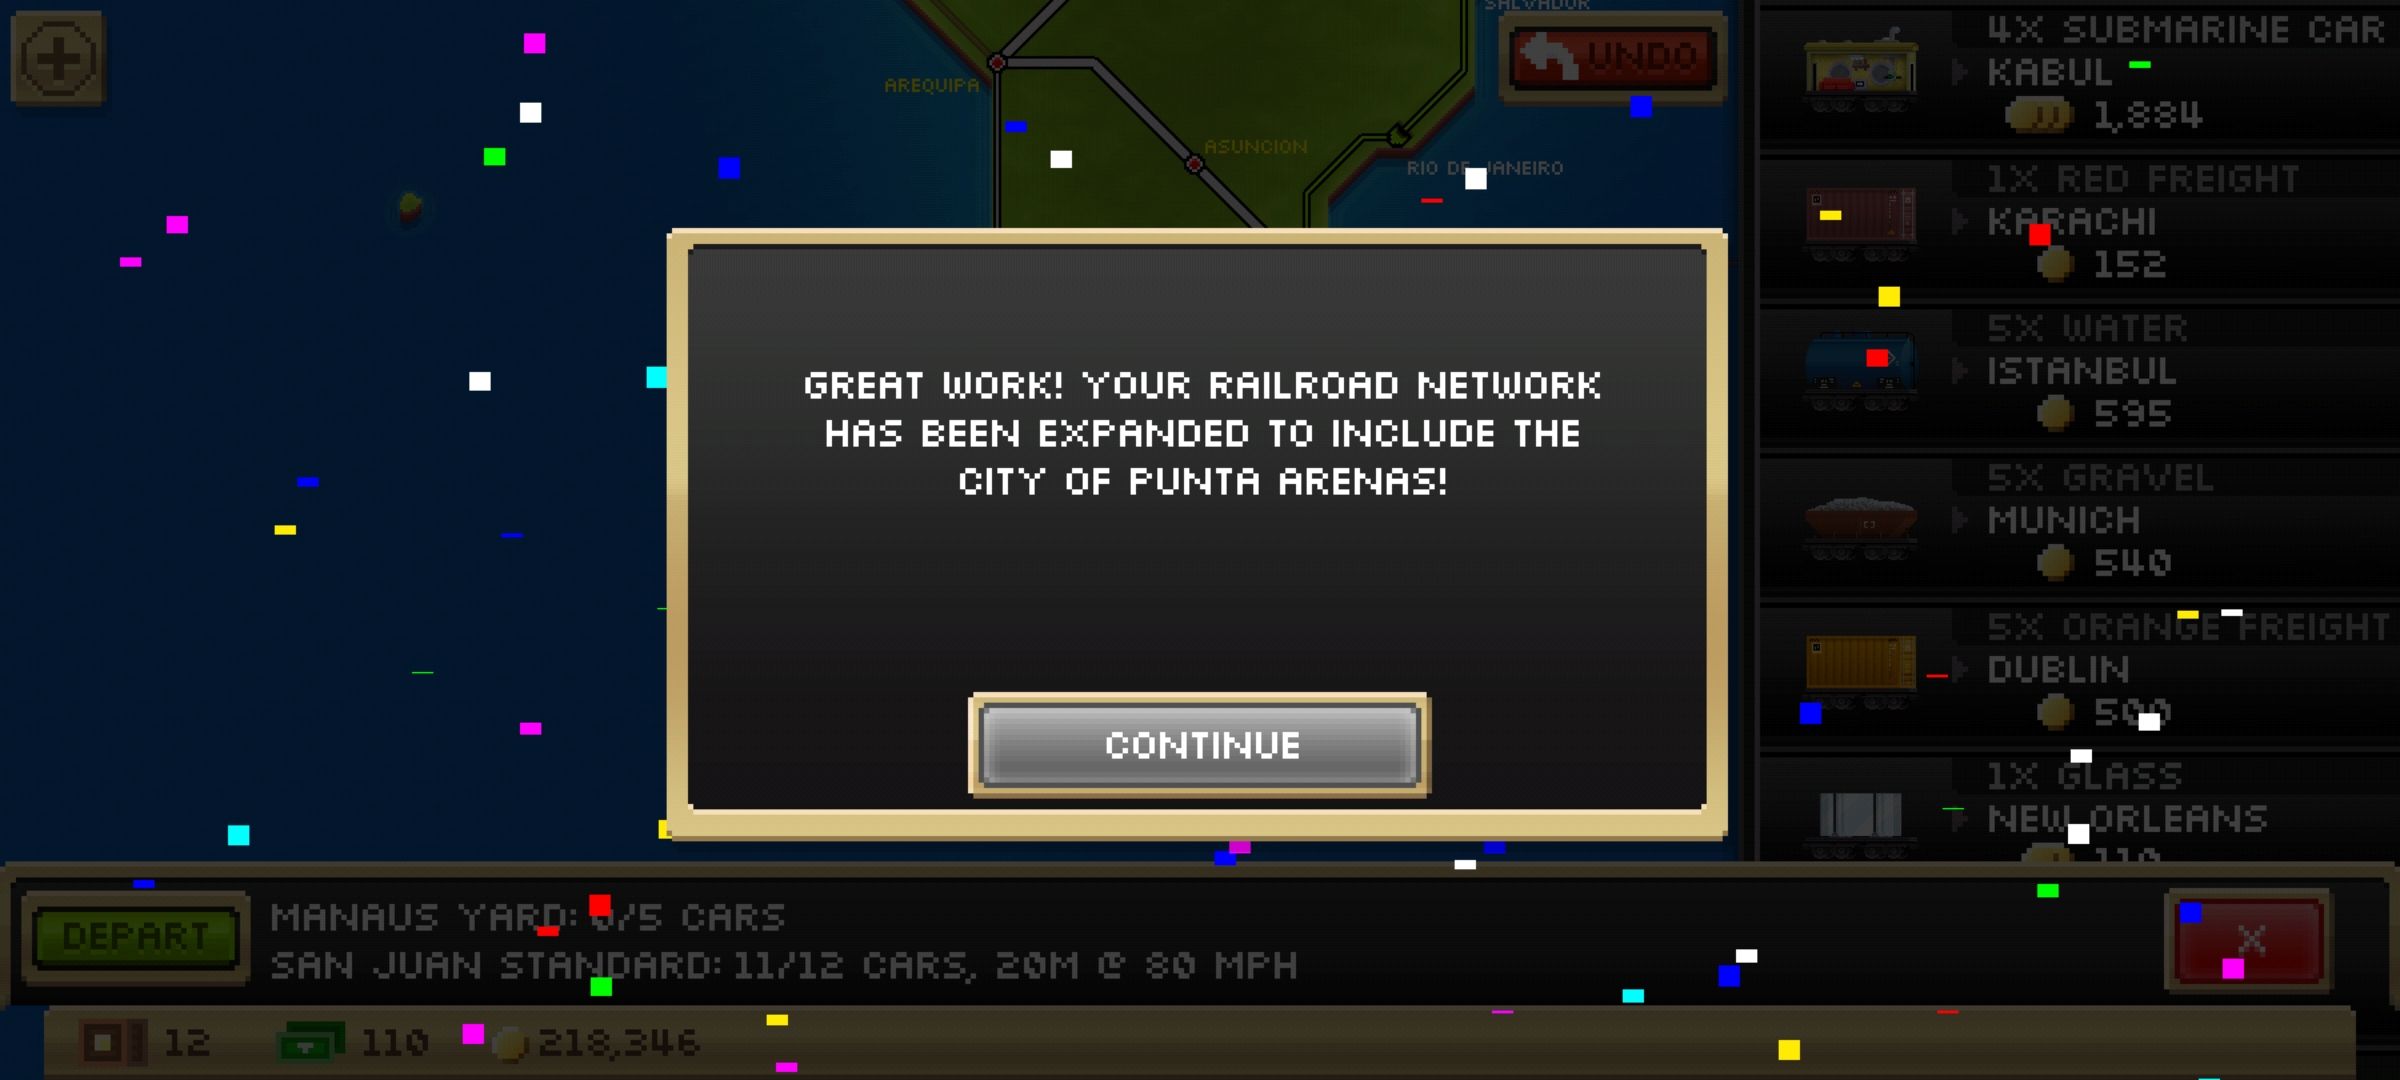 SALVADOR
AREQUIPA
UNDO
ASUNCION
RIO DE JANEIRO
GREAT WORK! YOUR RAILROAD NETWORK
HAS BEEN EXPANDED TO INCLUDE THE
CITY OF PUNTA ARENAS!
CONTINUE
4X SUBMARINE CAR
KABUL
1,884
1X RED FREIGHT
KARACHI
152
5X WATER
ISTANBUL
595
5X GRAVEL
MUNICH
540
5X ORANGE FREIGHT
DUBLIN
500
1X GLASS
NEW ORLEANS
110
DEPART
MANAUS YARD: 0/5 CARS
SAN JUAN STANDARD: 11/12 CARS, 20M @ 80 MPH
X
12
110
218,346